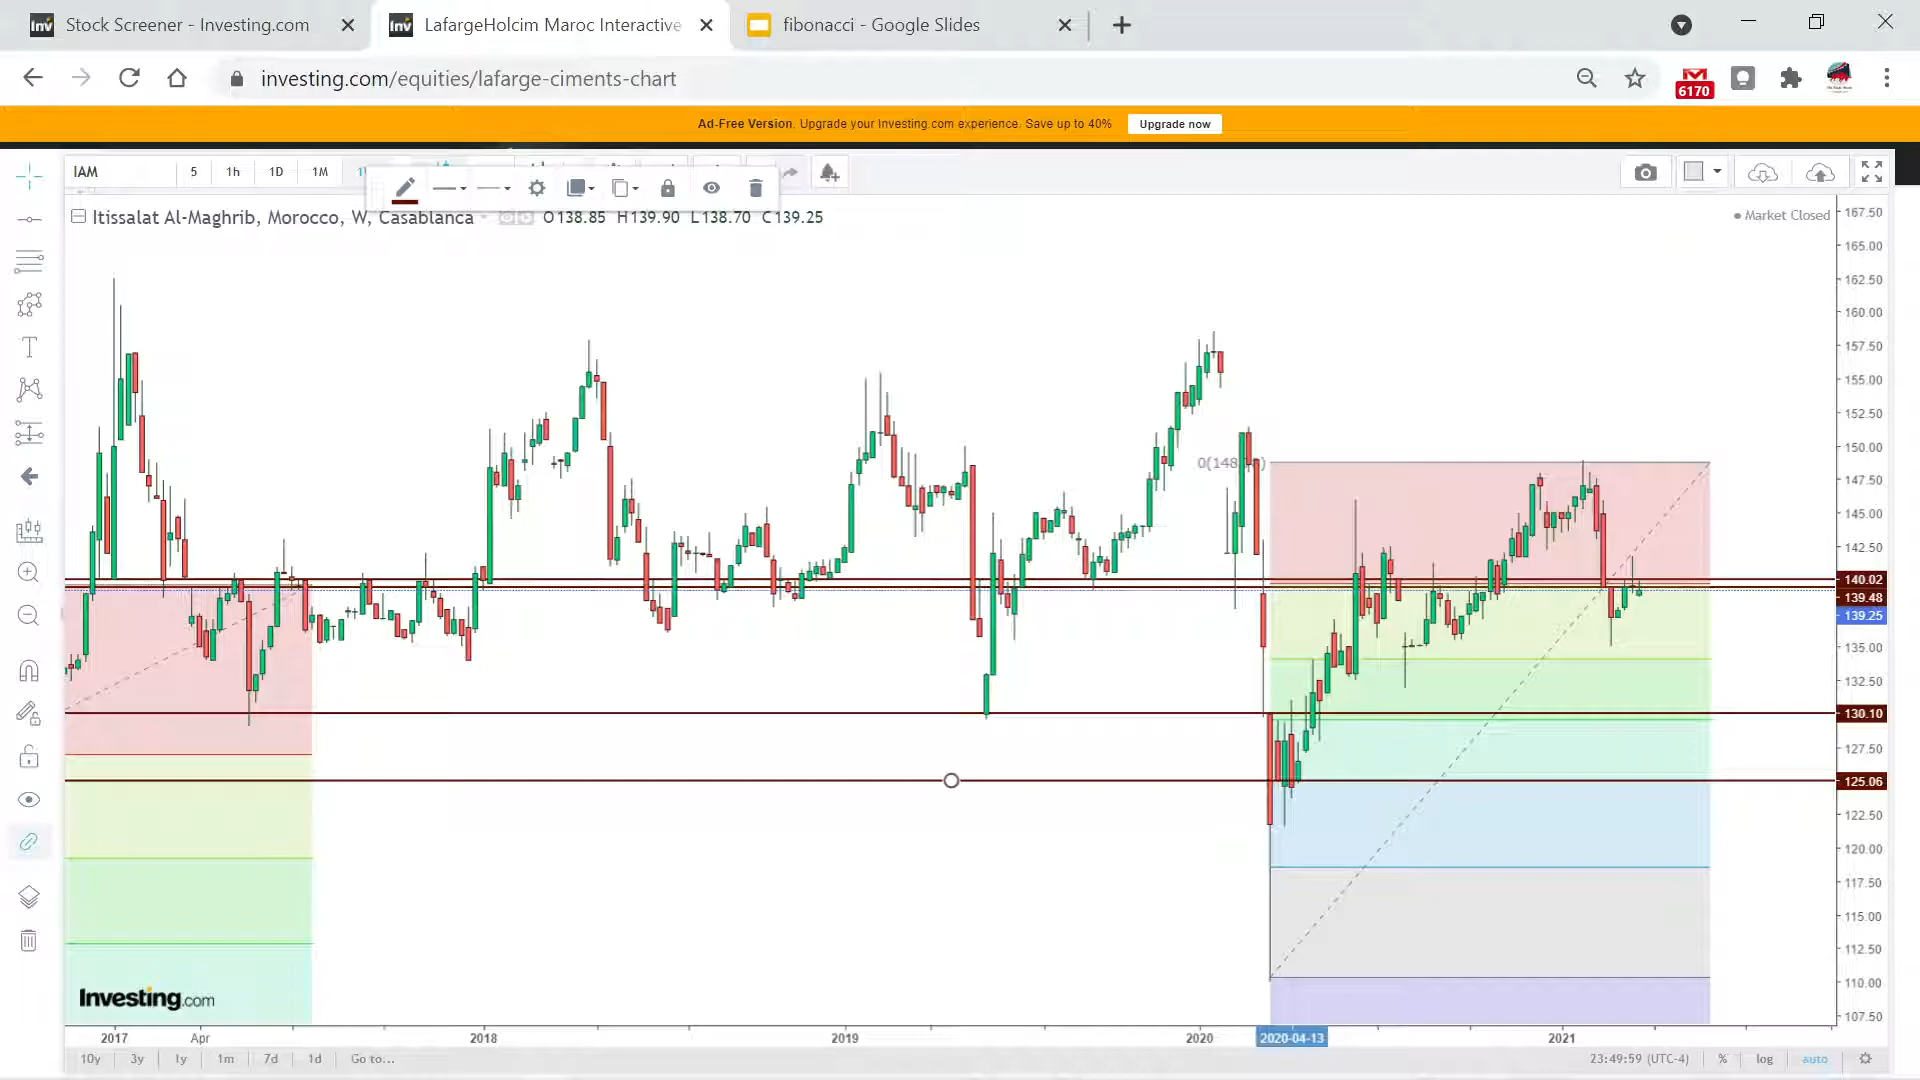 Stock Screener - Investing.com
LafargeHolcim Maroc Interactive
fibonacci - Google Slides
investing.com/equities/lafarge-ciments-chart
6170
Ad-Free Version. Upgrade your Investing.com experience. Save up to 40%
Upgrade now
IAM
5
1h
1D
1M
Itissalat Al-Maghrib, Morocco, W, Casablanca
O138.85 H139.90 L138.70 C139.25
Market Closed
167.50
165.00
162.50
160.00
157.50
155.00
152.50
150.00
0(148
147.50
145.00
142.50
140.02
139.48
139.25
135.00
132.50
130.10
127.50
125.06
122.50
120.00
117.50
115.00
112.50
110.00
107.50
Investing.com
2017
Apr
2018
2019
2020
2020-04-13
2021
10y
3y
1y
1m
7d
1d
Go to...
23:49:59 (UTC-4)
%
log
auto